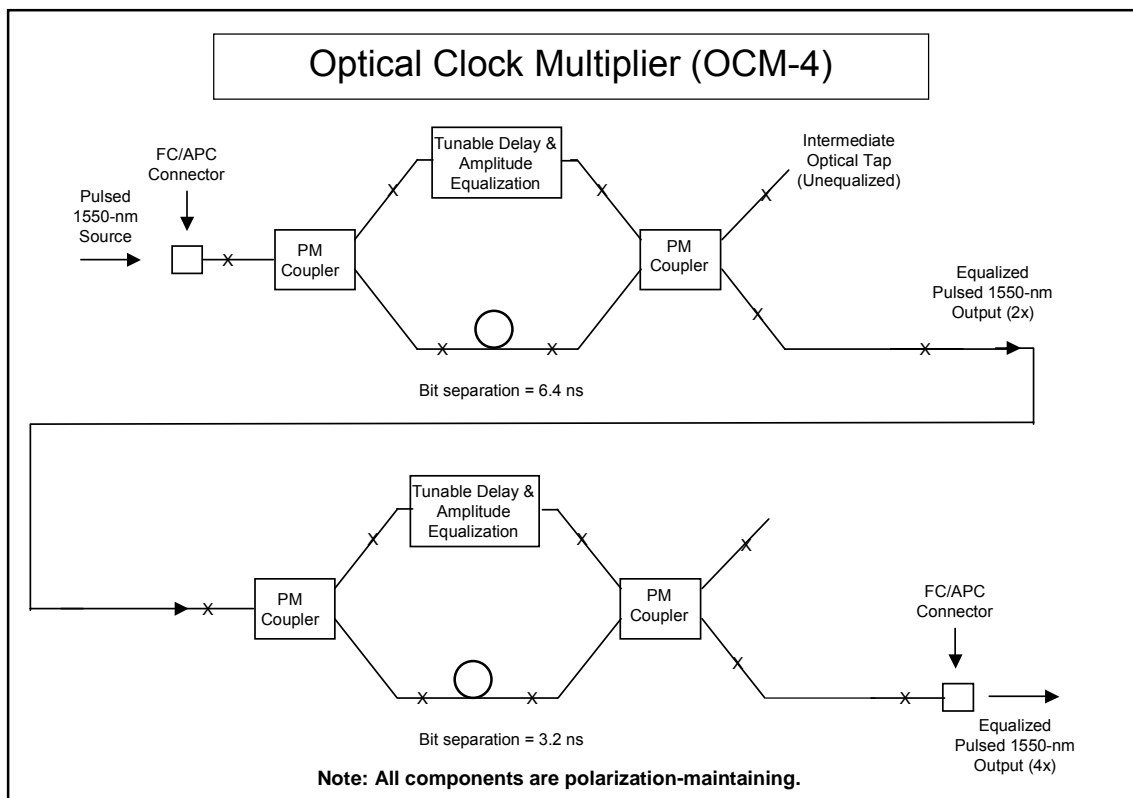 Optical Clock Multiplier (OCM-4)
FC/APC
Connector
Pulsed
1550-nm
Source
PM
Coupler
Tunable Delay &
Amplitude
Equalization
PM
Coupler
Intermediate
Optical Tap
(Unequalized)
Equalized
Pulsed 1550-nm
Output (2x)
X
X
X
X
X
X
X
X
Bit separation = 6.4 ns
PM
Coupler
Tunable Delay &
Amplitude
Equalization
PM
Coupler
FC/APC
Connector
X
X
X
X
X
X
X
X
Equalized
Pulsed 1550-nm
Output (4x)
Bit separation = 3.2 ns
Note: All components are polarization-maintaining.